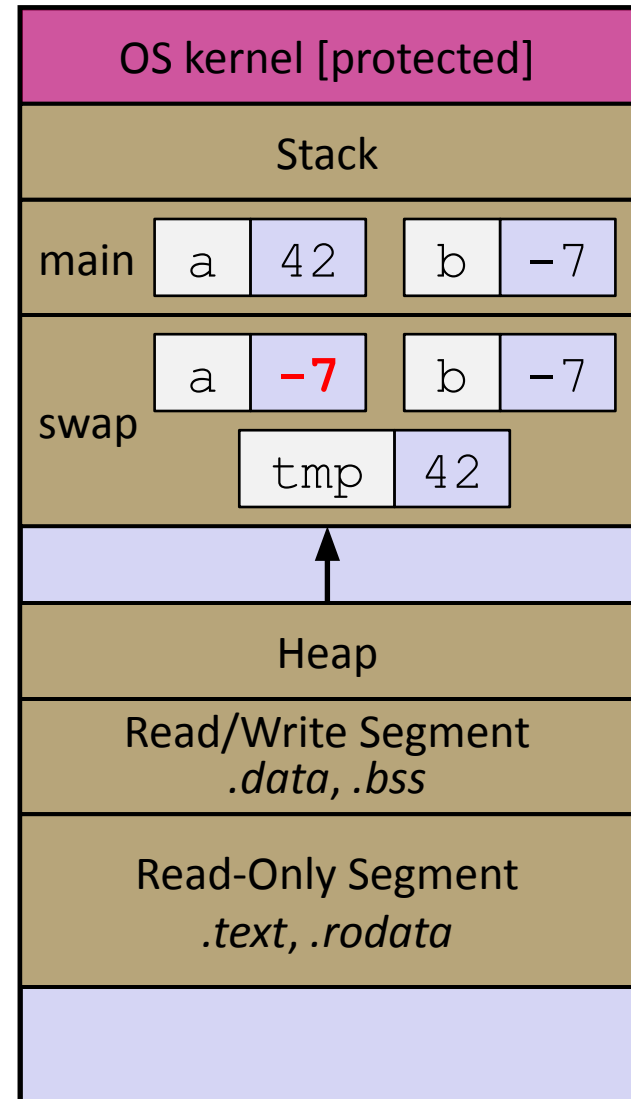 OS kernel [protected]
Stack
main a 42 b -7
swap a -7 b -7
tmp 42
Heap
Read/Write Segment
.data, .bss
Read-Only Segment
.text, .rodata